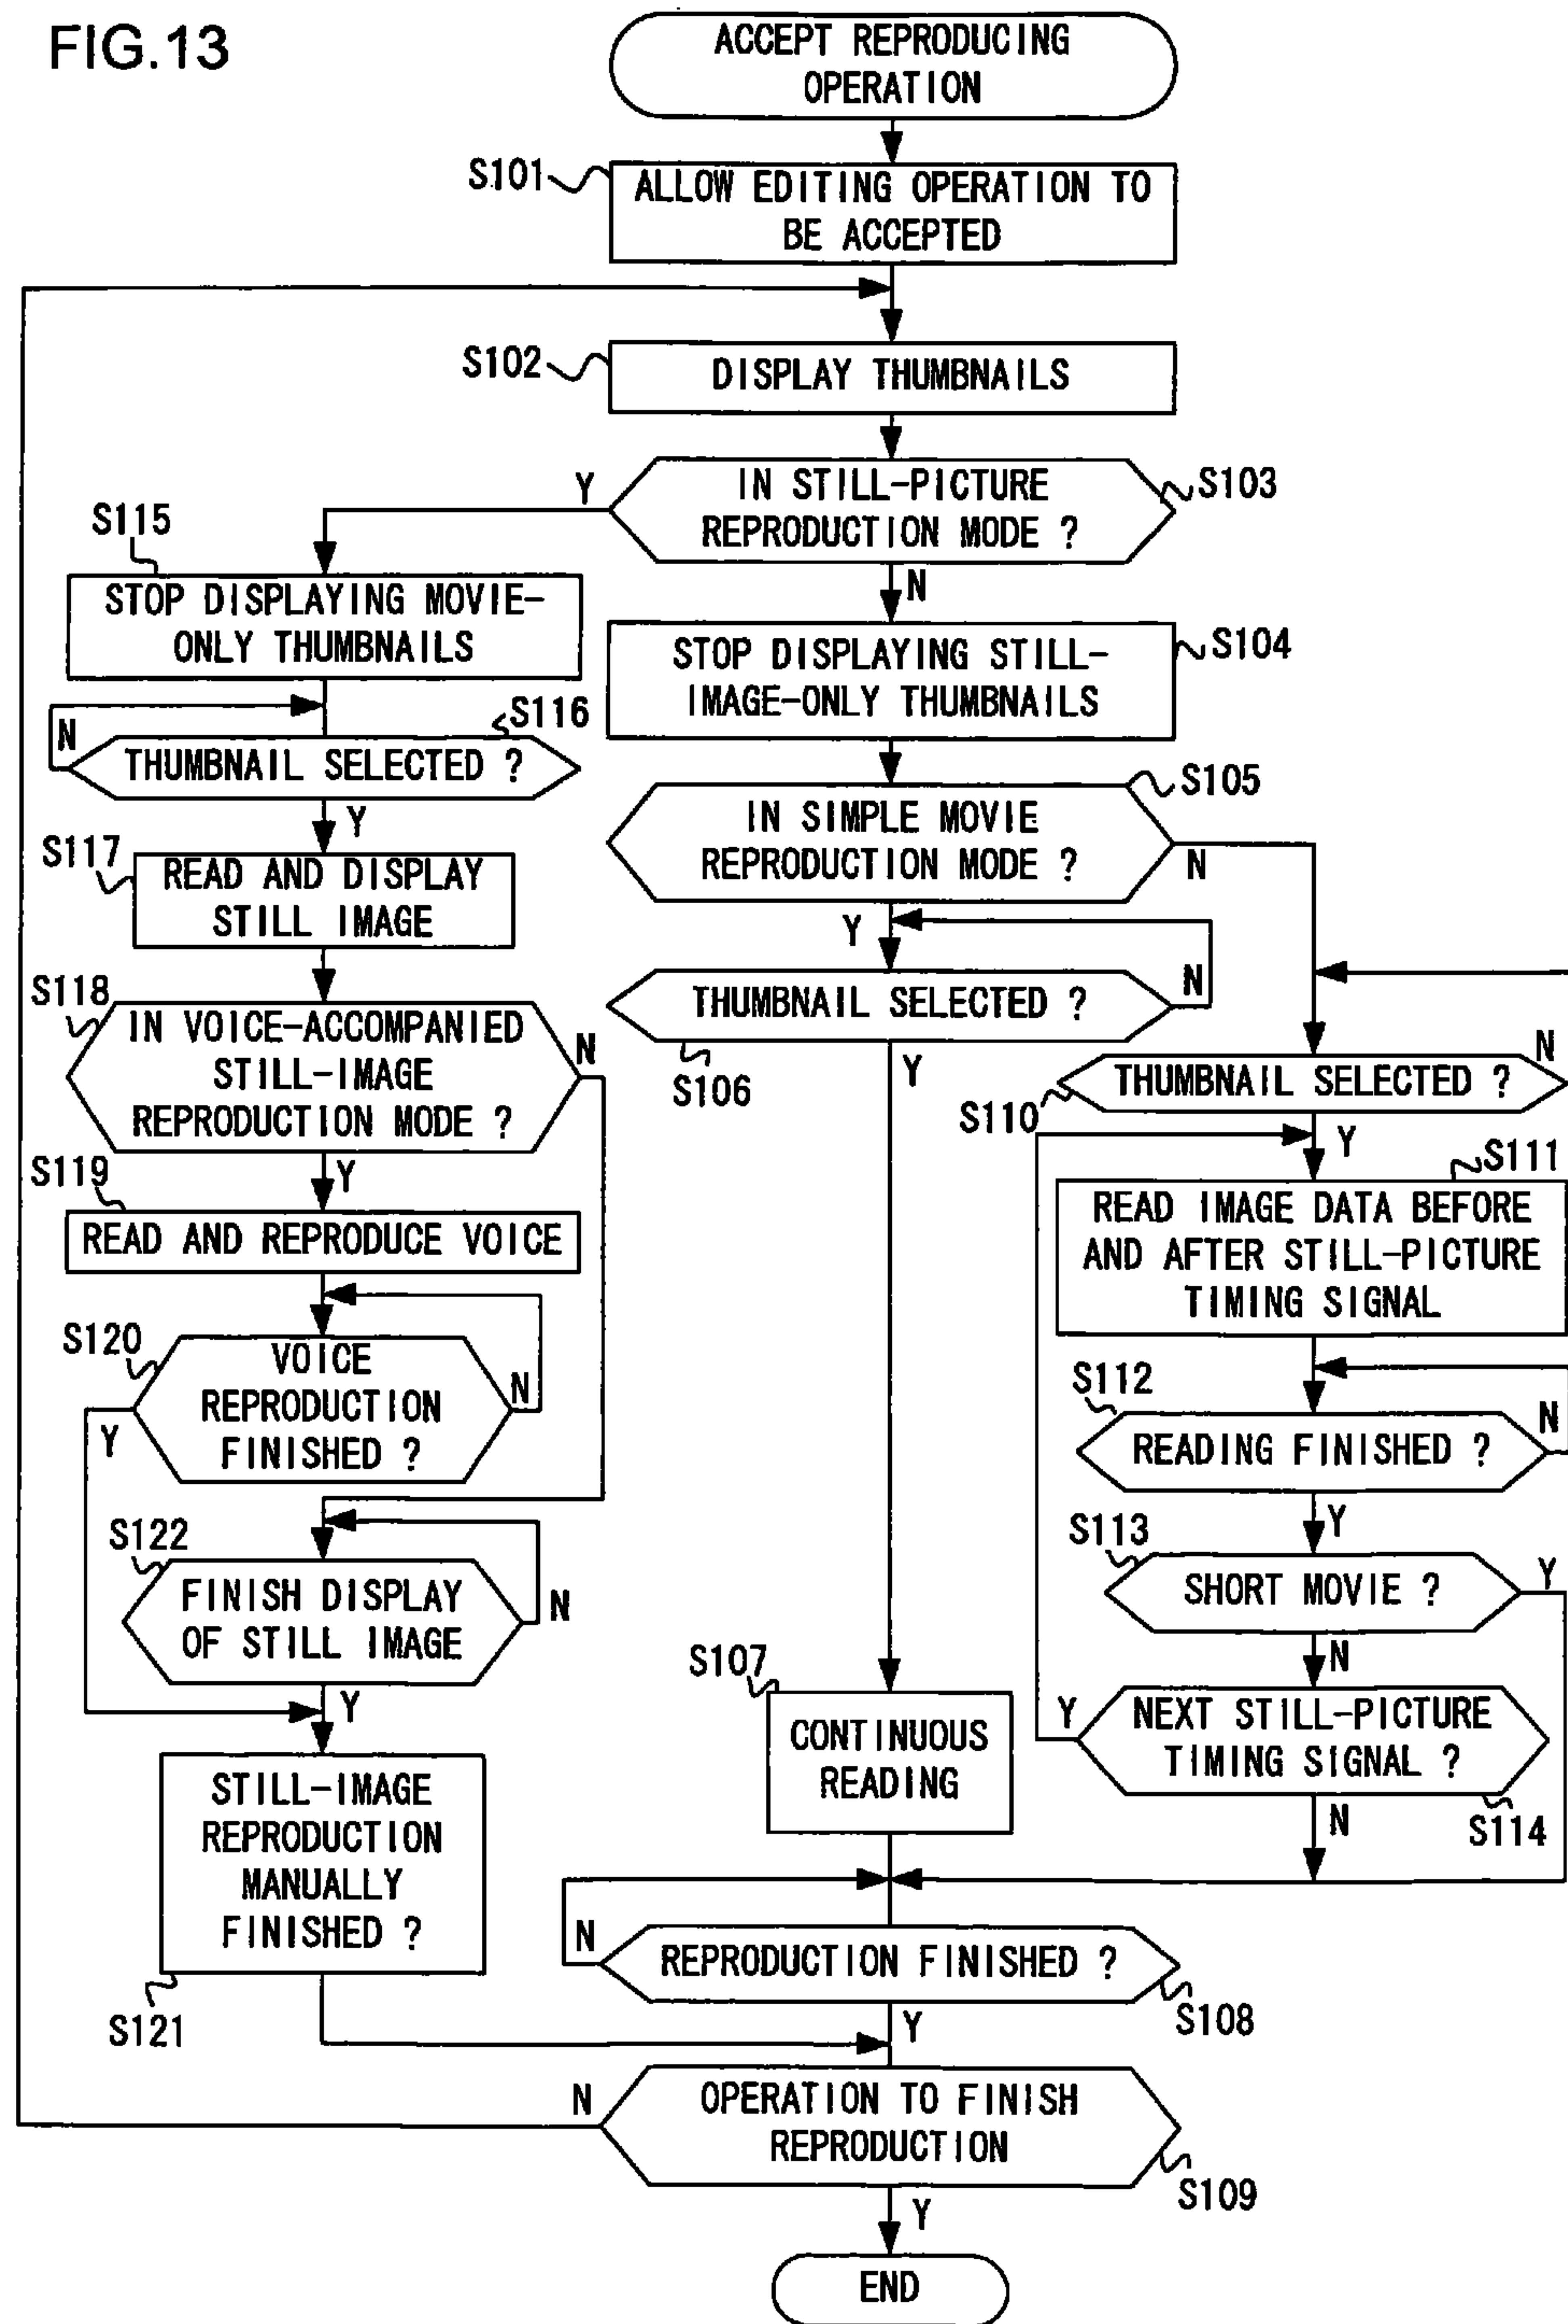 FIG.13
ACCEPT REPRODUCING
OPERATION
S101
ALLOW EDITING OPERATION TO
BE ACCEPTED
S102
DISPLAY THUMBNAILS
IN STILL-PICTURE
REPRODUCTION MODE ?
S103
Y
N
S115
STOP DISPLAYING MOVIE-
ONLY THUMBNAILS
STOP DISPLAYING STILL-
IMAGE-ONLY THUMBNAILS
S104
S116
N
THUMBNAIL SELECTED ?
Y
S105
IN SIMPLE MOVIE
REPRODUCTION MODE ?
N
Y
S117
READ AND DISPLAY
STILL IMAGE
THUMBNAIL SELECTED ?
N
S106
Y
S118
IN VOICE-ACCOMPANIED
STILL-IMAGE
REPRODUCTION MODE ?
N
Y
THUMBNAIL SELECTED ?
N
S110
Y
S119
READ AND REPRODUCE VOICE
S111
READ IMAGE DATA BEFORE
AND AFTER STILL-PICTURE
TIMING SIGNAL
S120
VOICE
REPRODUCTION
FINISHED ?
N
Y
S112
READING FINISHED ?
N
Y
S122
FINISH DISPLAY
OF STILL IMAGE
N
Y
S113
SHORT MOVIE ?
Y
N
S107
CONTINUOUS
READING
NEXT STILL-PICTURE
TIMING SIGNAL ?
Y
N
S114
STILL-IMAGE
REPRODUCTION
MANUALLY
FINISHED ?
S121
N
REPRODUCTION FINISHED ?
S108
Y
N
OPERATION TO FINISH
REPRODUCTION
S109
Y
END